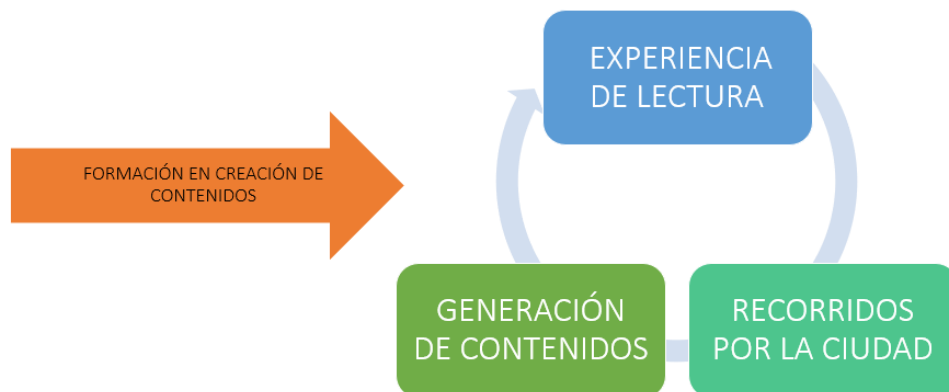 EXPERIENCIA
DE LECTURA
FORMACIÓN EN CREACIÓN DE
CONTENIDOS
GENERACIÓN
DE CONTENIDOS
RECORRIDOS
POR LA CIUDAD